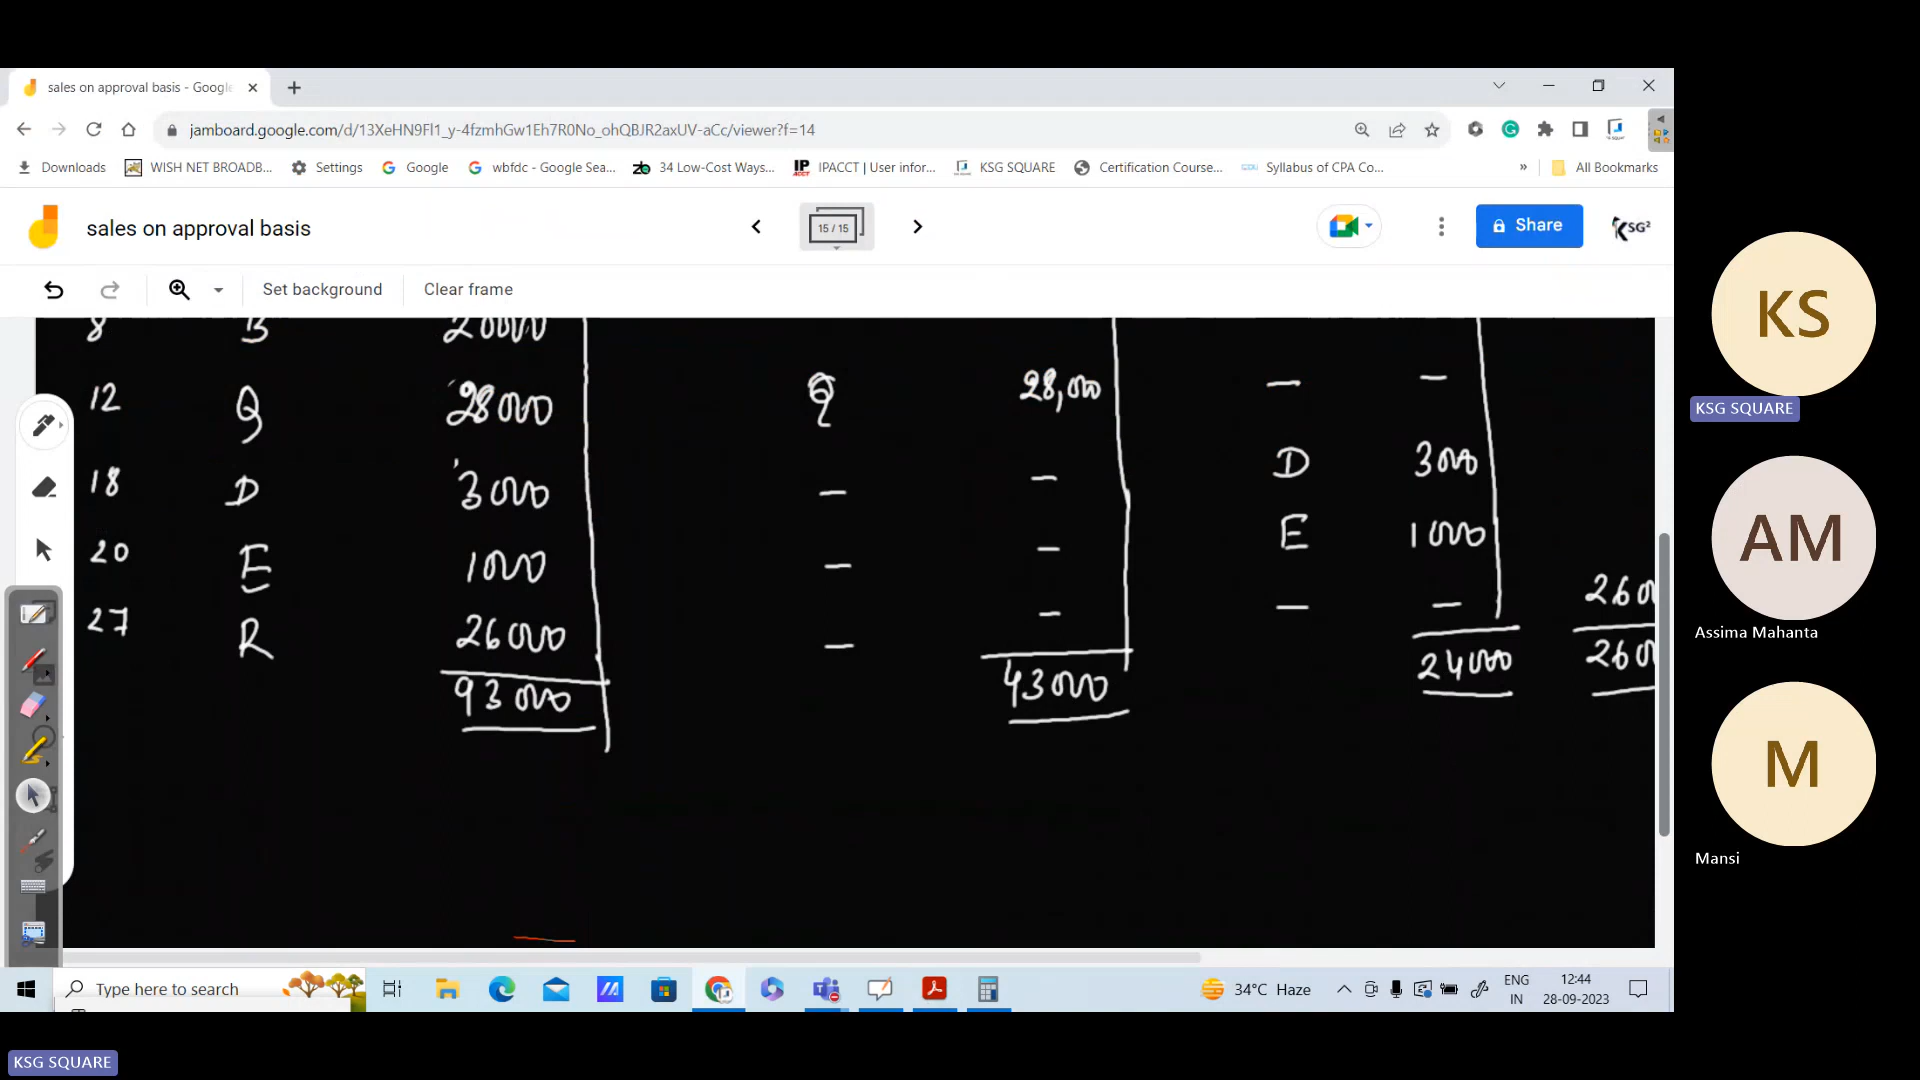 sales on approval basis - Google
jamboard.google.com/d/13XeHN9Fl1_y-4fzmhGw1Eh7R0No_ohQBJR2axUV-aCc/viewer?f=14
Downloads WISH NET BROADB... Settings Google wbfdc - Google Sea... 34 Low-Cost Ways... IPACCT | User infor... KSG SQUARE Certification Course... Syllabus of CPA Co... » All Bookmarks
sales on approval basis 15 / 15 Share KSG²
Set background Clear frame
8 B 20000
12 Q 28000 Q 28,000 — —
18 D 3000 — — D 3000
20 E 1000 — — E 1000
27 R 26000 — — — — 2600
93000 43000 24000 2600
KS
KSG SQUARE
AM
Assima Mahanta
M
Mansi
Type here to search 34°C Haze ENG IN 12:44 28-09-2023
KSG SQUARE